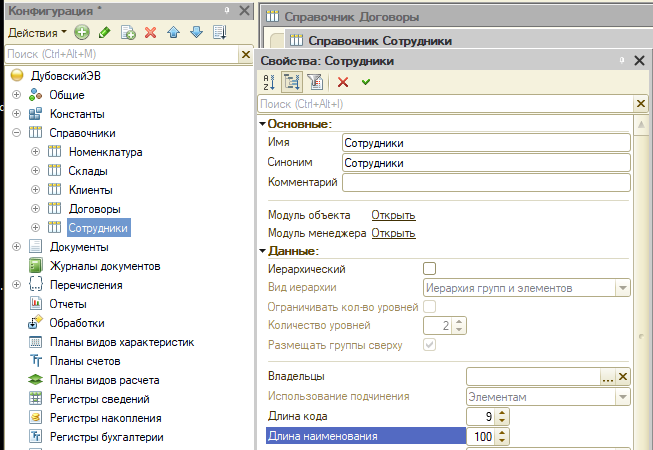 Конфигурация *
Действия
Поиск (Ctrl+Alt+M)
ДубовскийЭВ
Общие
Константы
Справочники
Номенклатура
Склады
Клиенты
Договоры
Сотрудники
Документы
Журналы документов
Перечисления
Отчеты
Обработки
Планы видов характеристик
Планы счетов
Планы видов расчета
Регистры сведений
Регистры накопления
Регистры бухгалтерии
Справочник Договоры
Справочник Сотрудники
Свойства: Сотрудники
Поиск (Ctrl+Alt+I)
Основные:
Имя Сотрудники
Синоним Сотрудники
Комментарий
Модуль объекта Открыть
Модуль менеджера Открыть
Данные:
Иерархический
Вид иерархии Иерархия групп и элементов
Ограничивать кол-во уровней
Количество уровней 2
Размещать группы сверху
Владельцы ...
Использование подчинения Элементам
Длина кода 9
Длина наименования 100